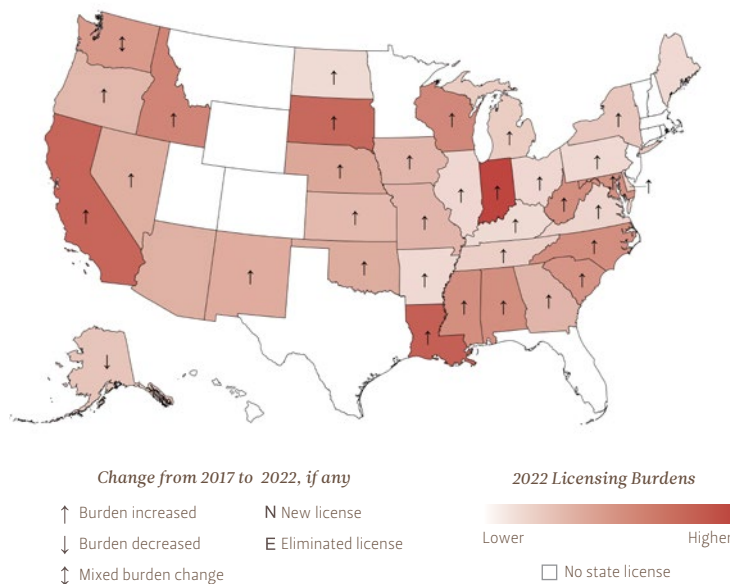 Change from 2017 to 2022, if any
↑ Burden increased
↓ Burden decreased
↕ Mixed burden change
N New license
E Eliminated license
2022 Licensing Burdens
Lower Higher
No state license